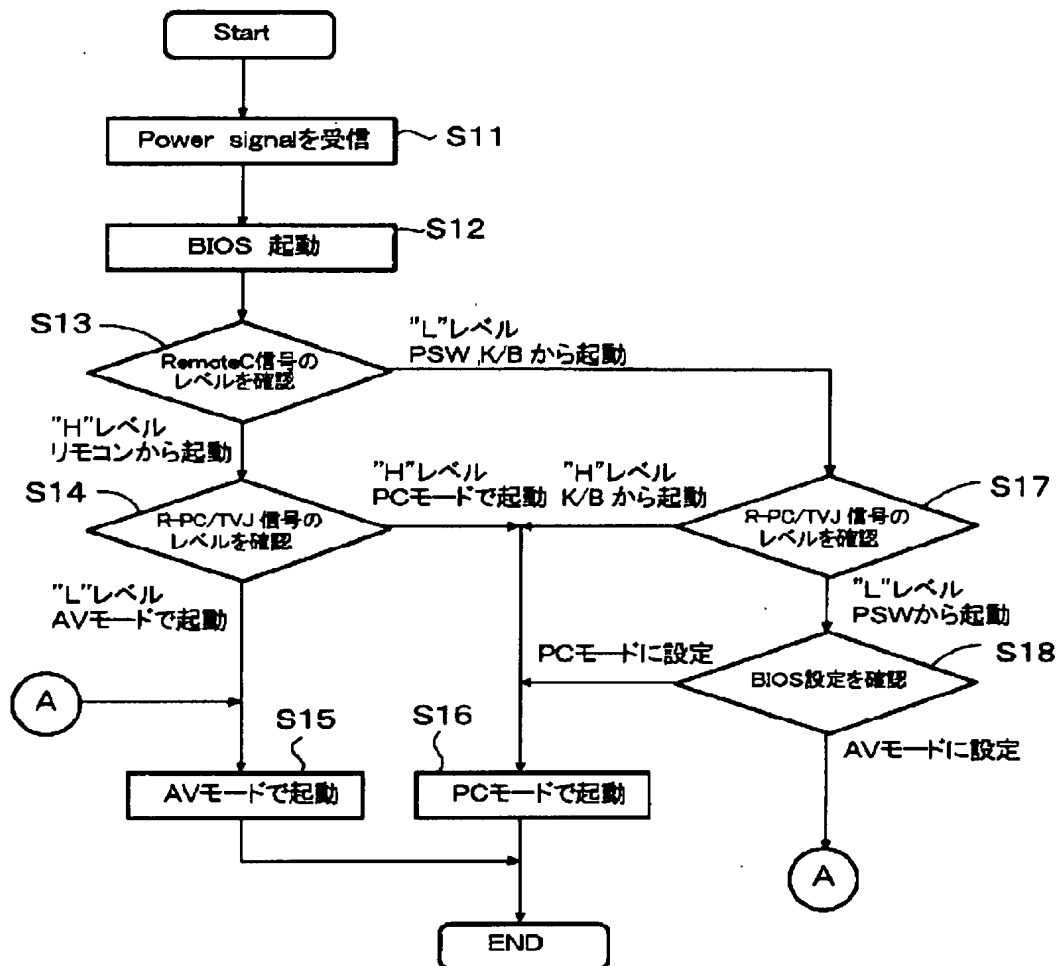 Start
Power signalを受信
S11
BIOS 起動
S12
S13
RemoteC信号の
レベルを確認
"L"レベル
PSW,K/B から起動
"H"レベル
リモコンから起動
S14
R-PC/TVJ 信号の
レベルを確認
"H"レベル
PCモードで起動
"H"レベル
K/B から起動
S17
R-PC/TVJ 信号の
レベルを確認
"L"レベル
AVモードで起動
"L"レベル
PSWから起動
PCモードに設定
S18
BIOS設定を確認
A
S15
S16
AVモードに設定
AVモードで起動
PCモードで起動
A
END